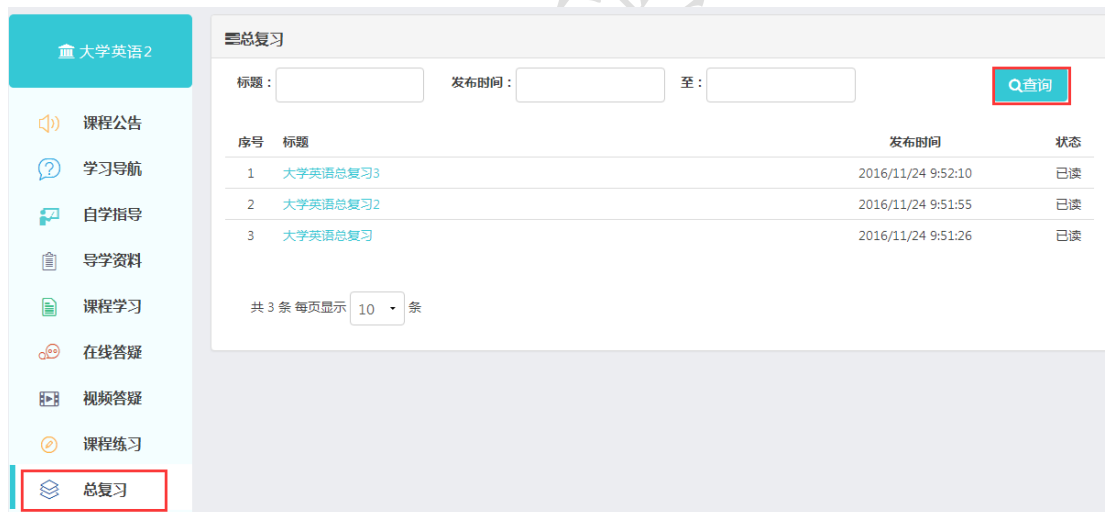 大学英语2
课程公告
学习导航
自学指导
导学资料
课程学习
在线答疑
视频答疑
课程练习
总复习
总复习
标题： 发布时间： 至： 查询
序号 标题 发布时间 状态
1 大学英语总复习3 2016/11/24 9:52:10 已读
2 大学英语总复习2 2016/11/24 9:51:55 已读
3 大学英语总复习 2016/11/24 9:51:26 已读
共 3 条 每页显示 10 条